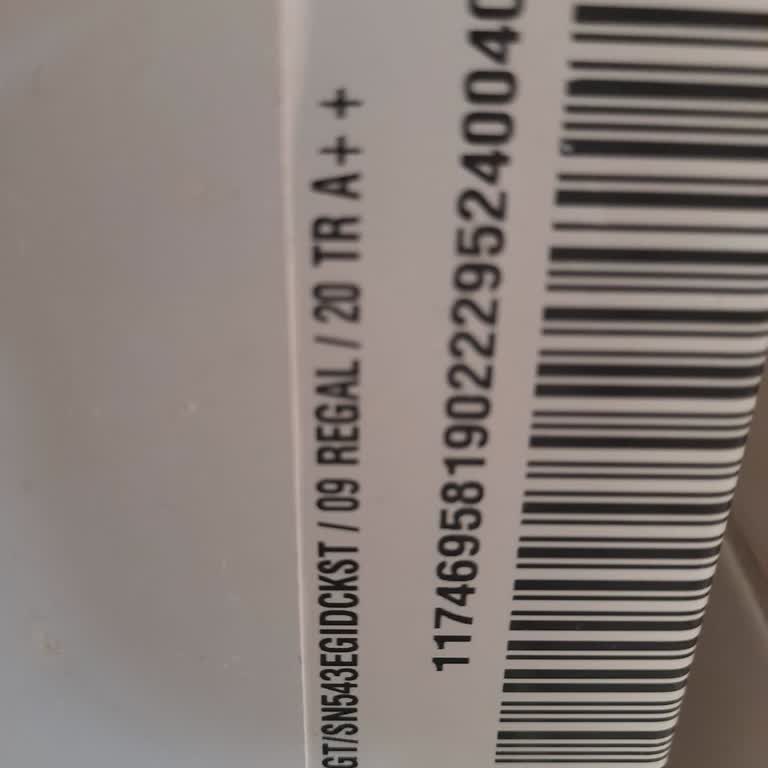 GT/SN543EGIDCKST / 09 REGAL / 20 TR A+ +
1174695819022295240040